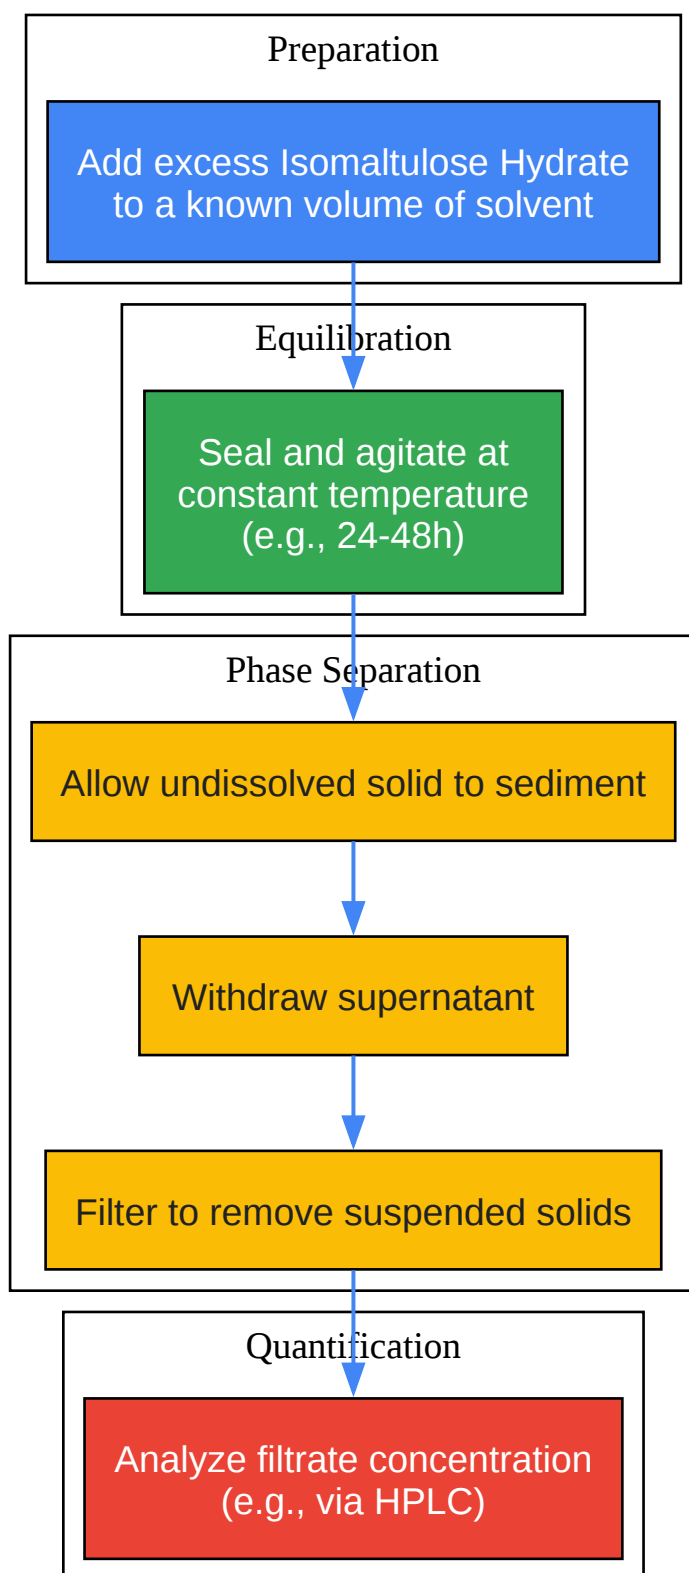 Preparation
Add excess Isomaltulose Hydrate
to a known volume of solvent
Equilibration
Seal and agitate at
constant temperature
(e.g., 24-48h)
Phase Separation
Allow undissolved solid to sediment
Withdraw supernatant
Filter to remove suspended solids
Quantification
Analyze filtrate concentration
(e.g., via HPLC)